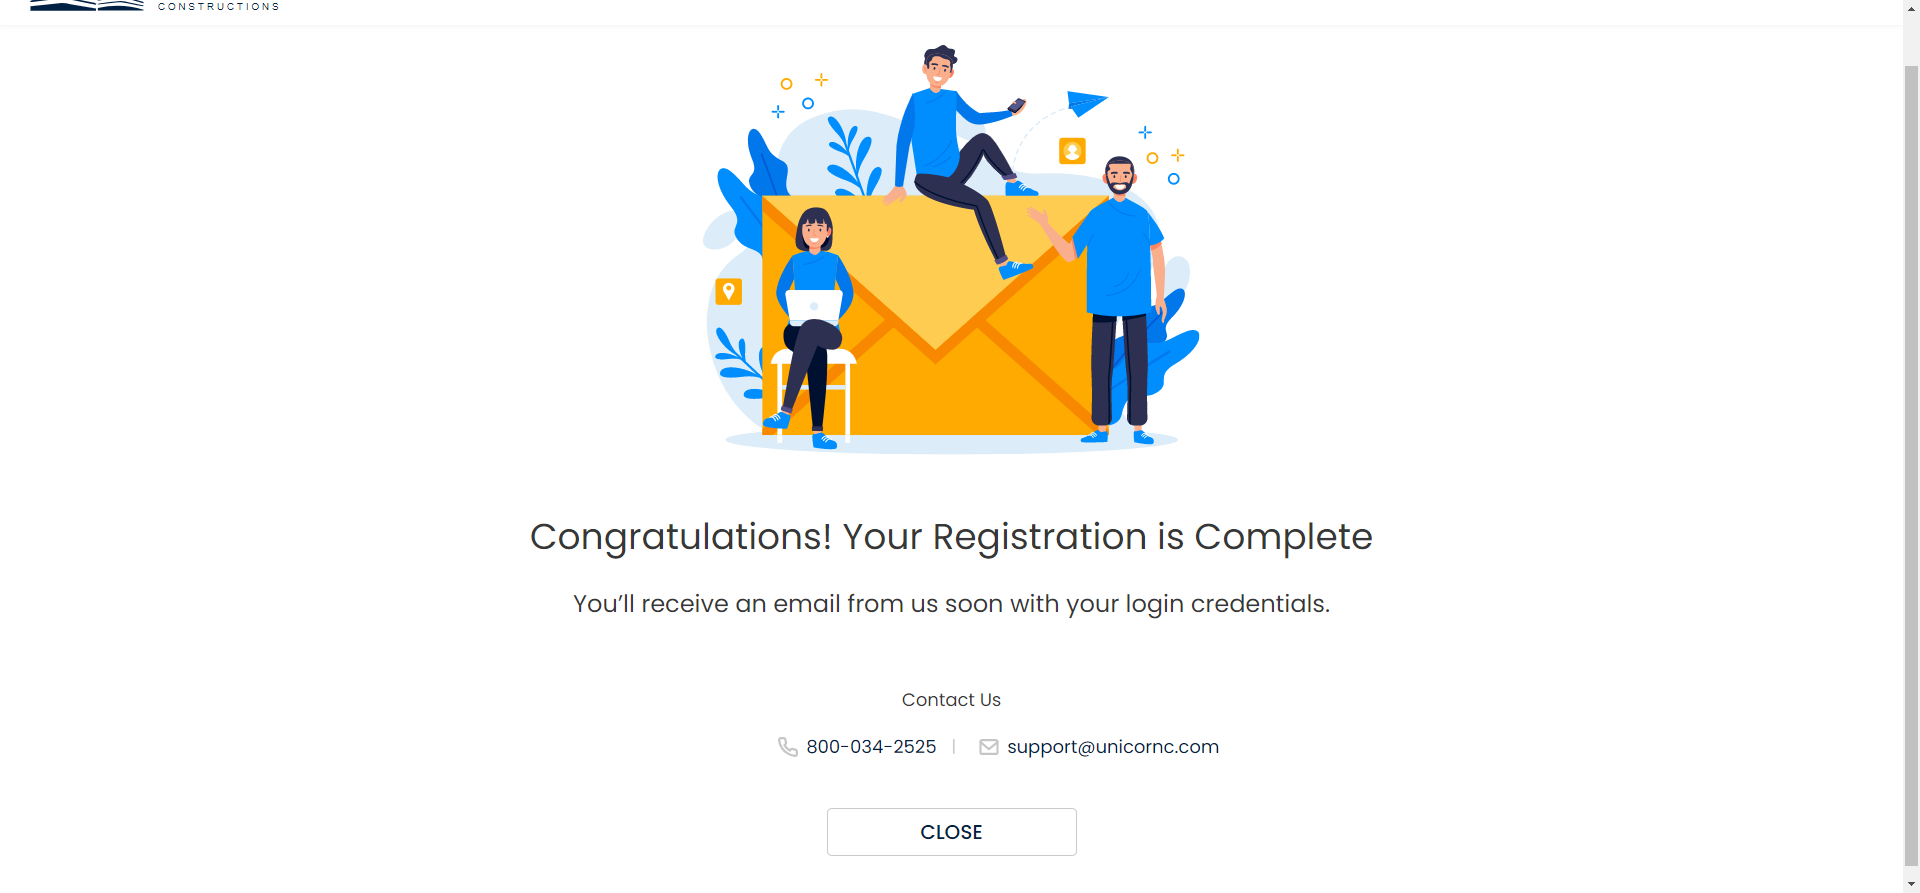 CONSTRUCTIONS
Congratulations! Your Registration is Complete
You’ll receive an email from us soon with your login credentials.
Contact Us
800-034-2525 | support@unicornc.com
CLOSE